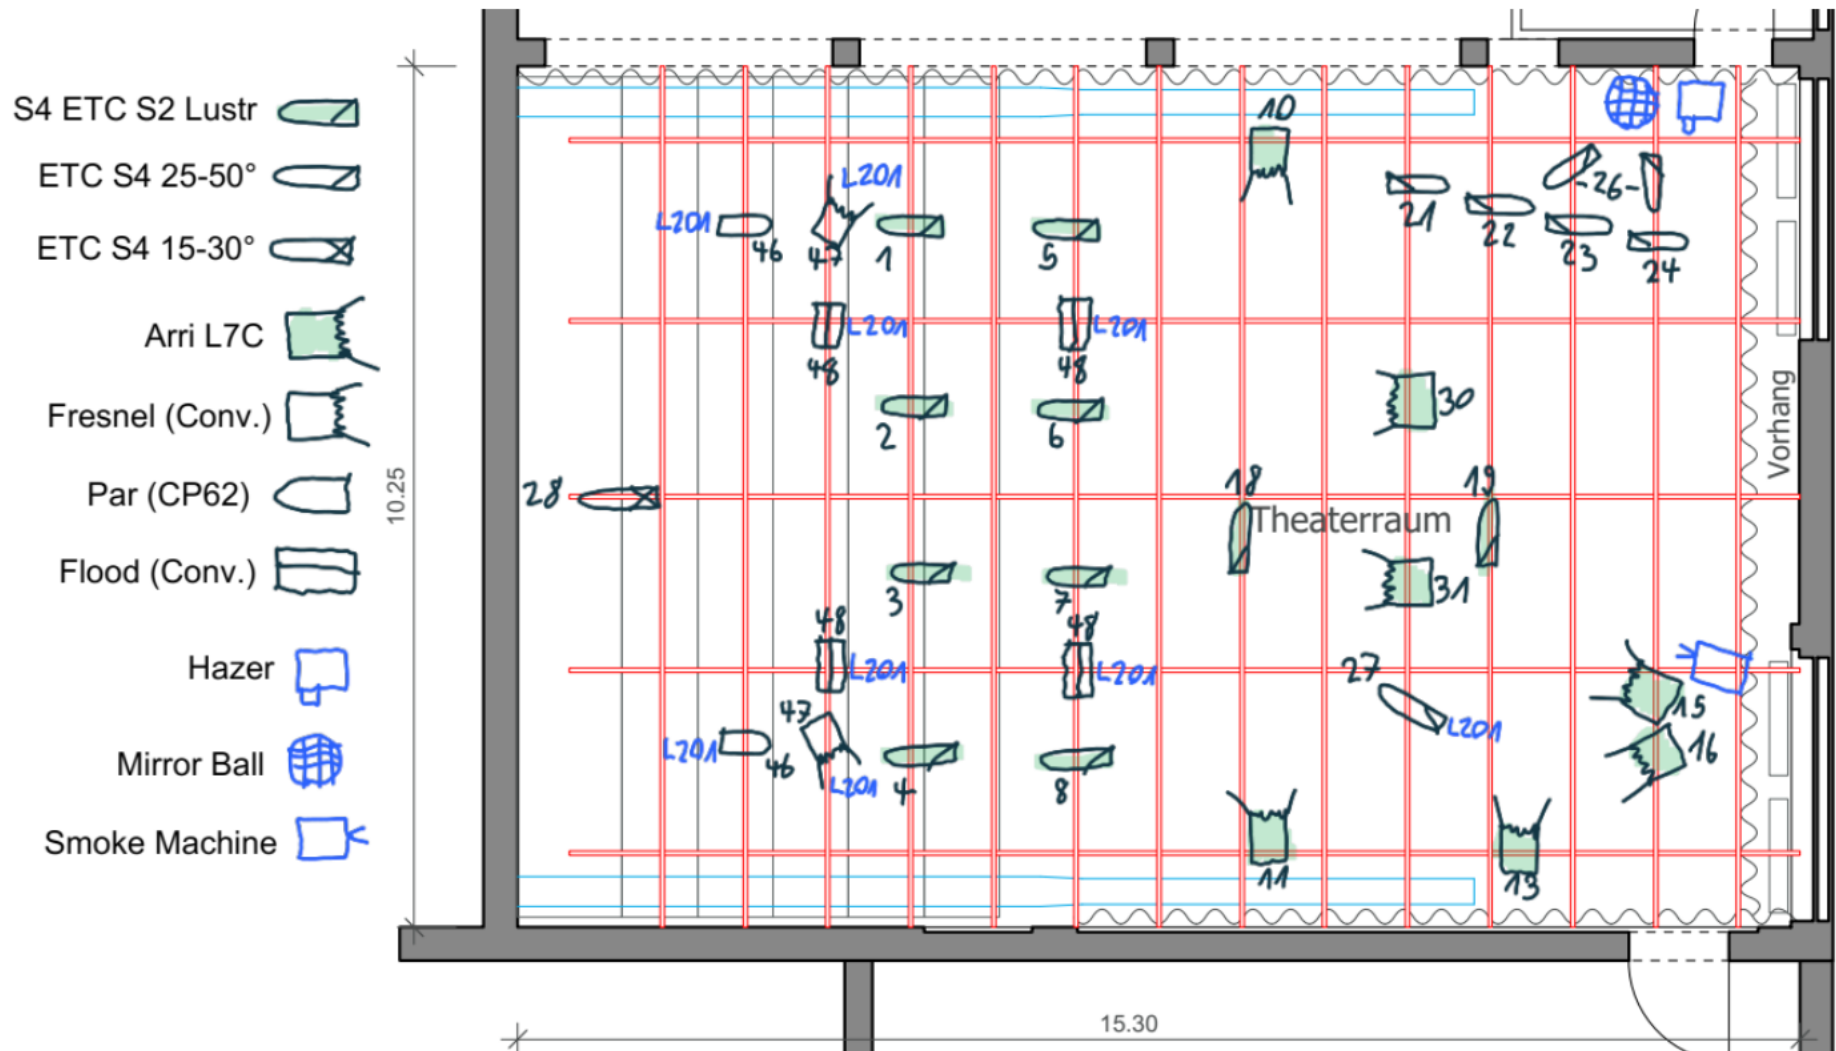 S4 ETC S2 Lustr
ETC S4 25-50°
ETC S4 15-30°
Arri L7C
Fresnel (Conv.)
Par (CP62)
Flood (Conv.)
Hazer
Mirror Ball
Smoke Machine
10.25
10
L201
L201
46
47
1
5
21
22
23
-26-
24
L201
48
L201
48
2
6
30
Vorhang
28
18
19
Theaterraum
3
7
31
48
L201
48
L201
27
L201
15
16
47
L201
46
L201
4
8
11
13
15.30